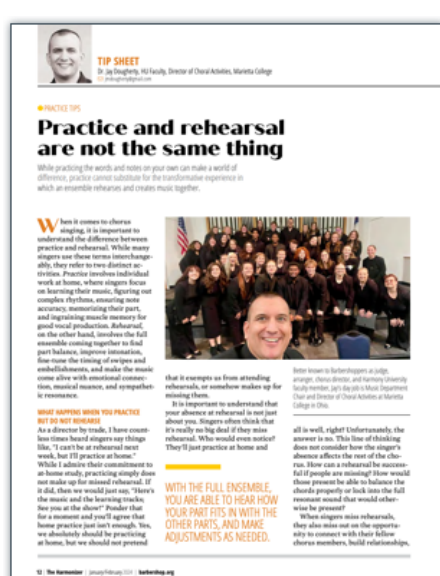 TIP SHEET
Dr. Jay Dougherty, HU Faculty, Director of Choral Activities, Marietta College
PRACTICE TIPS
Practice and rehearsal
are not the same thing
While practicing the words and notes on your own can make a world of
difference, practice cannot substitute for the transformative experience in
which an ensemble rehearses and creates music together.
When it comes to chorus
singing, it is important to
understand the difference between
practice and rehearsal. While many
singers use these terms interchange-
ably, they refer to two distinct ac-
tivities. Practice involves individual
work at home, where singers focus
on learning their music, figuring out
complex rhythms, ensuring note
accuracy, memorizing their part,
and ingraining muscle memory for
good vocal production. Rehearsal,
on the other hand, involves the full
ensemble coming together to find
part balance, improve intonation,
fine-tune the timing of swipes and
embellishments, and make the music
come alive with emotional connec-
tion, musical nuance, and sympathet-
ic resonance.
WHAT HAPPENS WHEN YOU PRACTICE
BUT DO NOT REHEARSE
As a director by trade, I have count-
less times heard singers say things
like, "I can't be at rehearsal next
week, but I'll practice at home."
While I admire their commitment to
at-home study, practicing simply does
not make up for missed rehearsal. If
it did, then we would just say, "Here's
the music and the learning tracks;
See you at the show!" Ponder that
for a moment and you'll agree that
home practice just isn't enough. Yes,
we absolutely should be practicing
at home, but we should not pretend
that it exempts us from attending
rehearsals, or somehow makes up for
missing them.
It is important to understand that
your absence at rehearsal is not just
about you. Singers often think that
it's really no big deal if they miss
rehearsal. Who would even notice?
They'll just practice at home and
WITH THE FULL ENSEMBLE,
YOU ARE ABLE TO HEAR HOW
YOUR PART FITS IN WITH THE
OTHER PARTS, AND MAKE
ADJUSTMENTS AS NEEDED.
Better known to Barbershoppers as judge,
arranger, chorus director, and Harmony University
faculty member, Jay's day job is Music Department
Chair and Director of Choral Activities at Marietta
College in Ohio.
all is well, right? Unfortunately, the
answer is no. This line of thinking
does not consider how the singer's
absence affects the rest of the cho-
rus. How can a rehearsal be success-
ful if people are missing? How would
those present be able to balance the
chords properly or lock into the full
resonant sound that would other-
wise be present?
When singers miss rehearsals,
they also miss out on the opportu-
nity to connect with their fellow
chorus members, build relationships,
12 | The Harmonizer | January/February 2024 | barbershop.org